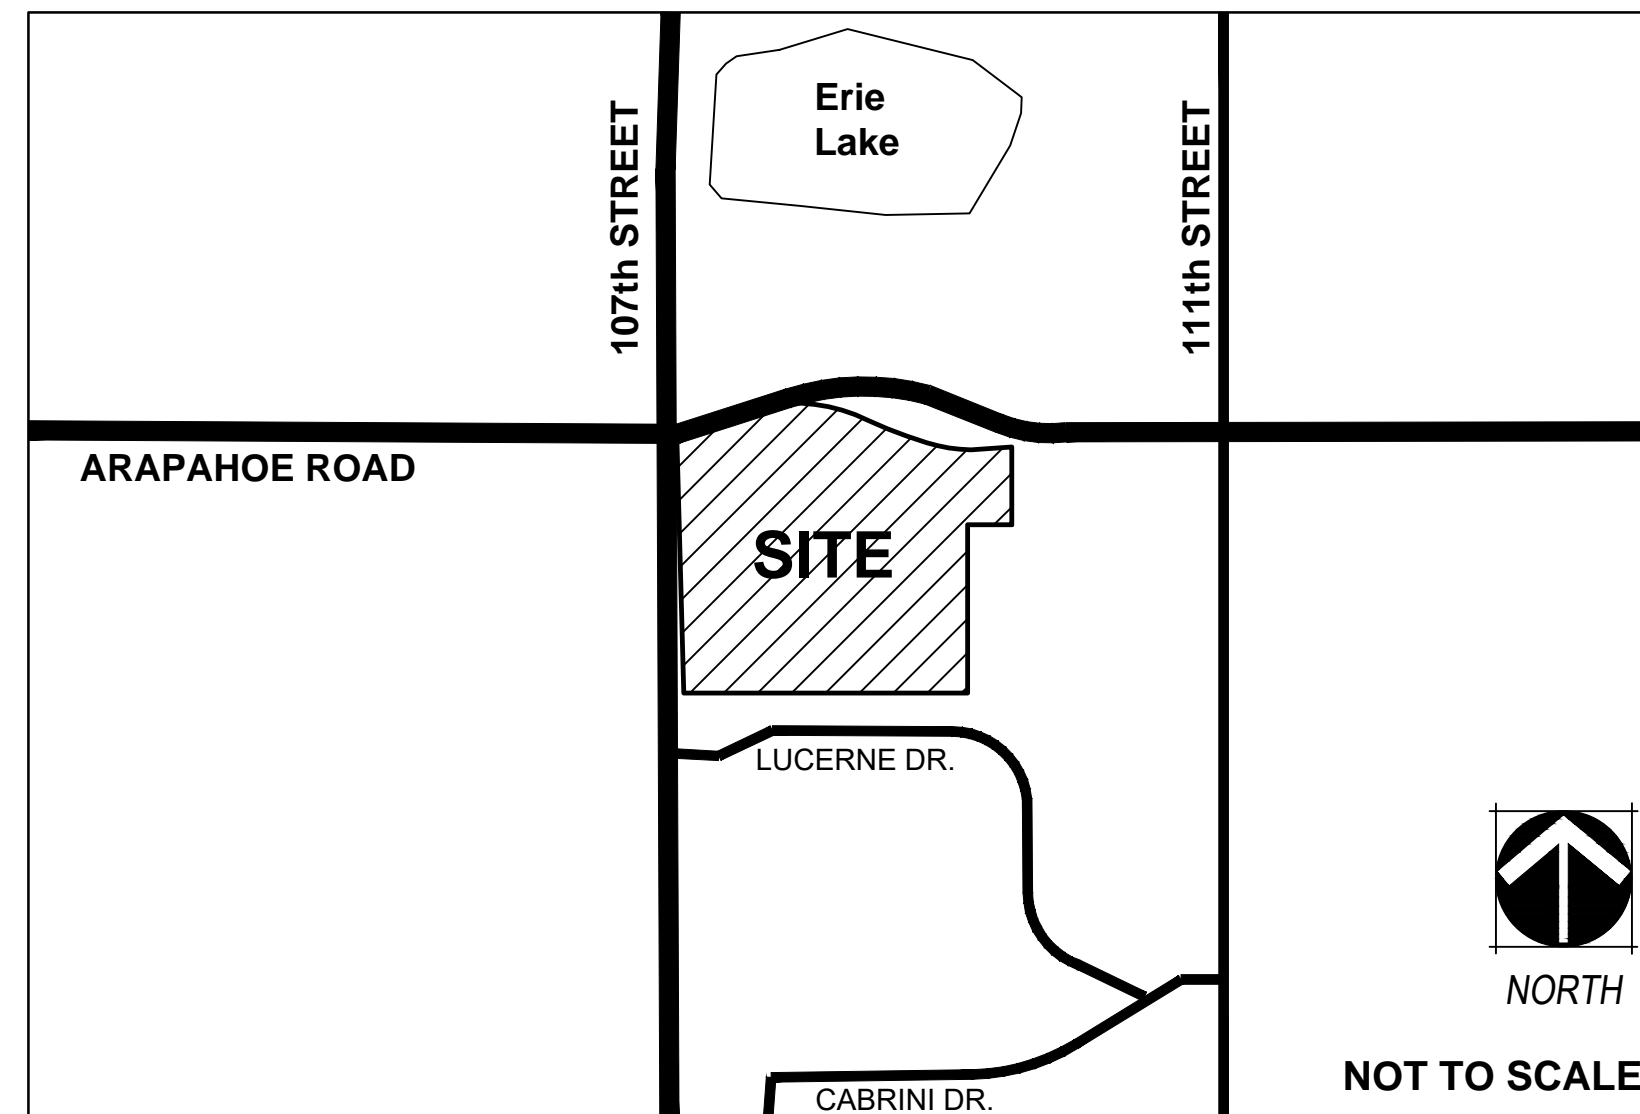 Erie
Lake
107th STREET
111th STREET
ARAPAHOE ROAD
SITE
LUCERNE DR.
NORTH
NOT TO SCALE
CABRINI DR.